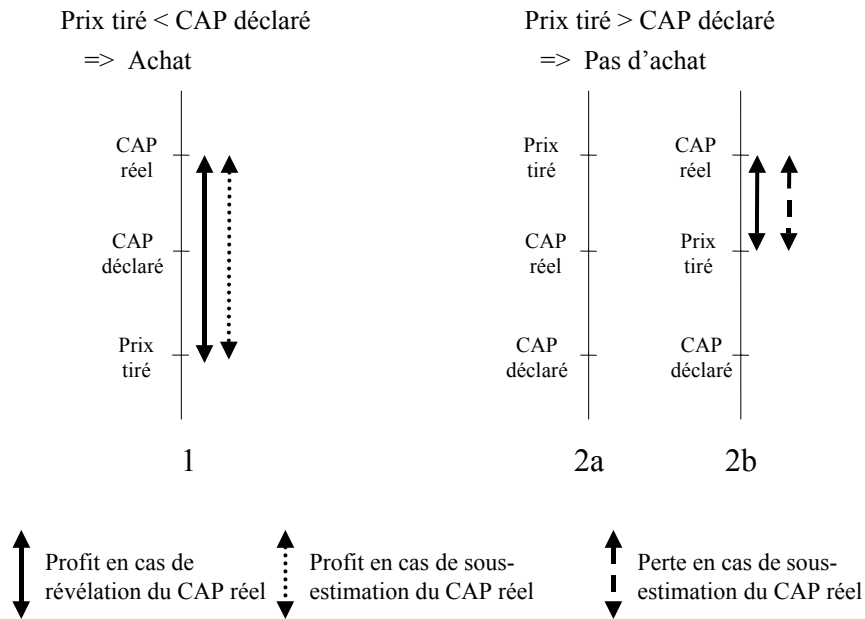 Prix tiré < CAP déclaré
=> Achat
CAP
réel
CAP
déclaré
Prix
tiré
1
Prix tiré > CAP déclaré
=> Pas d’achat
Prix
tiré
CAP
réel
CAP
déclaré
2a
CAP
réel
Prix
tiré
CAP
déclaré
2b
Profit en cas de
révélation du CAP réel
Profit en cas de sous-
estimation du CAP réel
Perte en cas de sous-
estimation du CAP réel